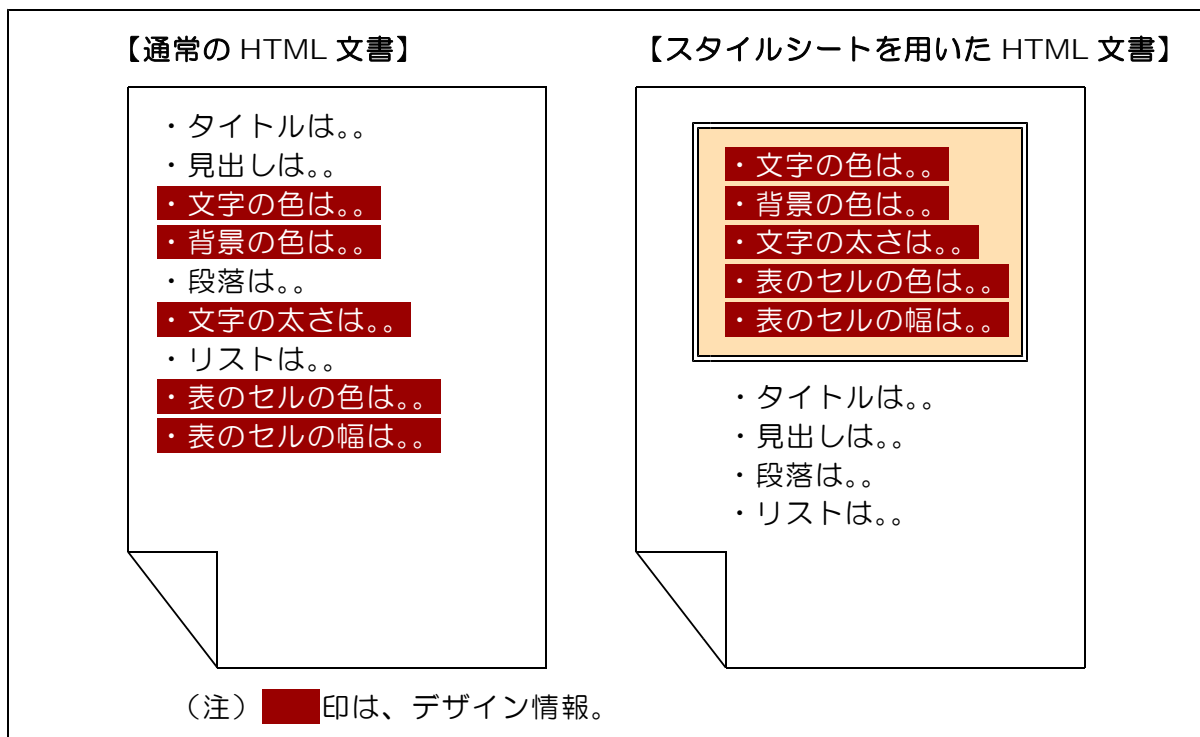 【通常の HTML 文書】
・タイトルは。。
・見出しは。。
・文字の色は。。
・背景の色は。。
・段落は。。
・文字の太さは。。
・リストは。。
・表のセルの色は。。
・表のセルの幅は。。
【スタイルシートを用いた HTML 文書】
・文字の色は。。
・背景の色は。。
・文字の太さは。。
・表のセルの色は。。
・表のセルの幅は。。
・タイトルは。。
・見出しは。。
・段落は。。
・リストは。。
（注） 印は、デザイン情報。